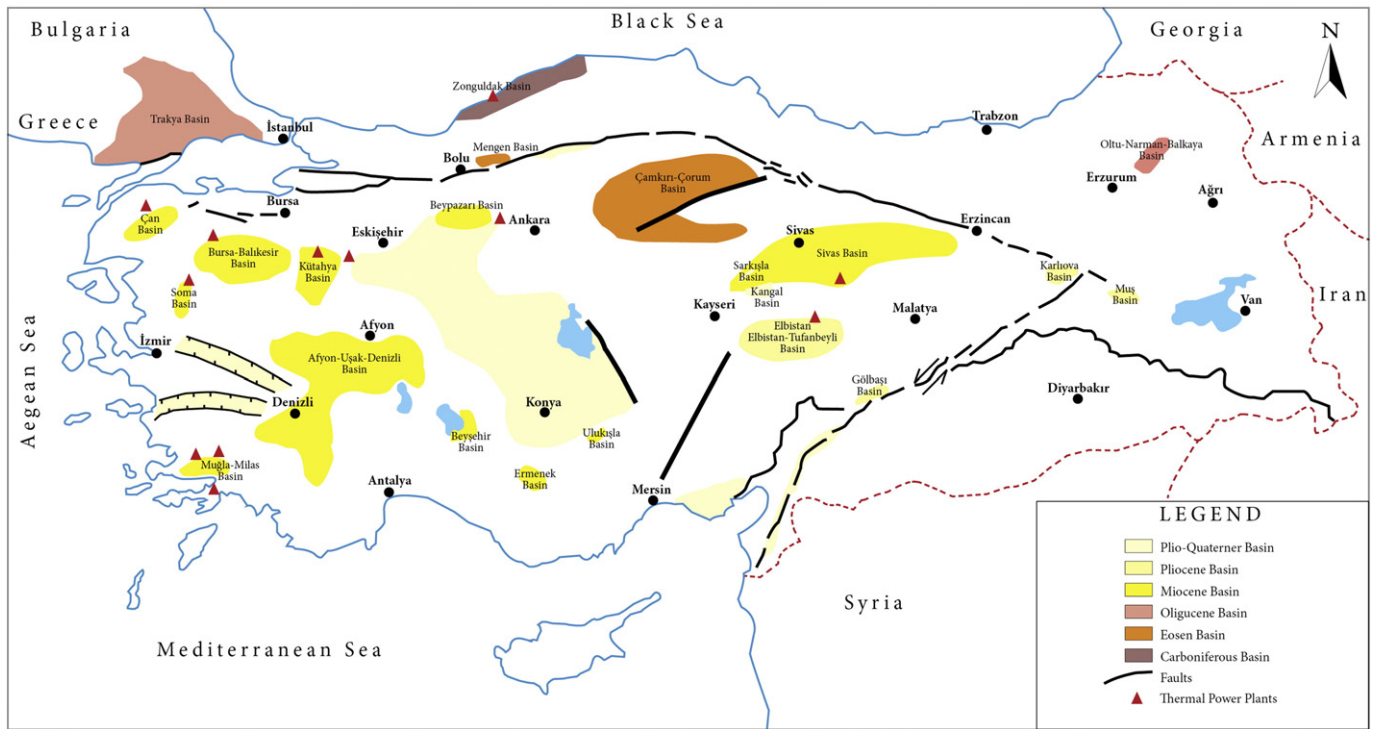 Black Sea
Bulgaria
Georgia
N
Zonguldak Basin
Greece
Trakya Basin
İstanbul
Trabzon
Armenia
Mengen Basin
Bolu
Oltu-Narman-Balkaya
Basin
Çamkırı-Çorum
Basin
Erzurum
Ağrı
Bursa
Beypazarı Basin
Ankara
Çan
Basin
Eskişehir
Erzincan
Sivas
Bursa-Balıkesir
Basin
Kütahya
Basin
Sivas Basin
Sarkışla
Basin
Karlıova
Basin
Kangal
Basin
Soma
Basin
Muş
Basin
Iran
Van
Kayseri
Malatya
Afyon
Elbistan
Elbistan-Tufanbeyli
Basin
İzmir
Afyon-Uşak-Denizli
Basin
Aegean Sea
Gölbaşı
Basin
Diyarbakır
Denizli
Konya
Beyşehir
Basin
Ulukışla
Basin
Muğla-Milas
Basin
Ermenek
Basin
Antalya
Mersin
Syria
Mediterranean Sea
LEGEND
Plio-Quaterner Basin
Pliocene Basin
Miocene Basin
Oligucene Basin
Eosen Basin
Carboniferous Basin
Faults
Thermal Power Plants